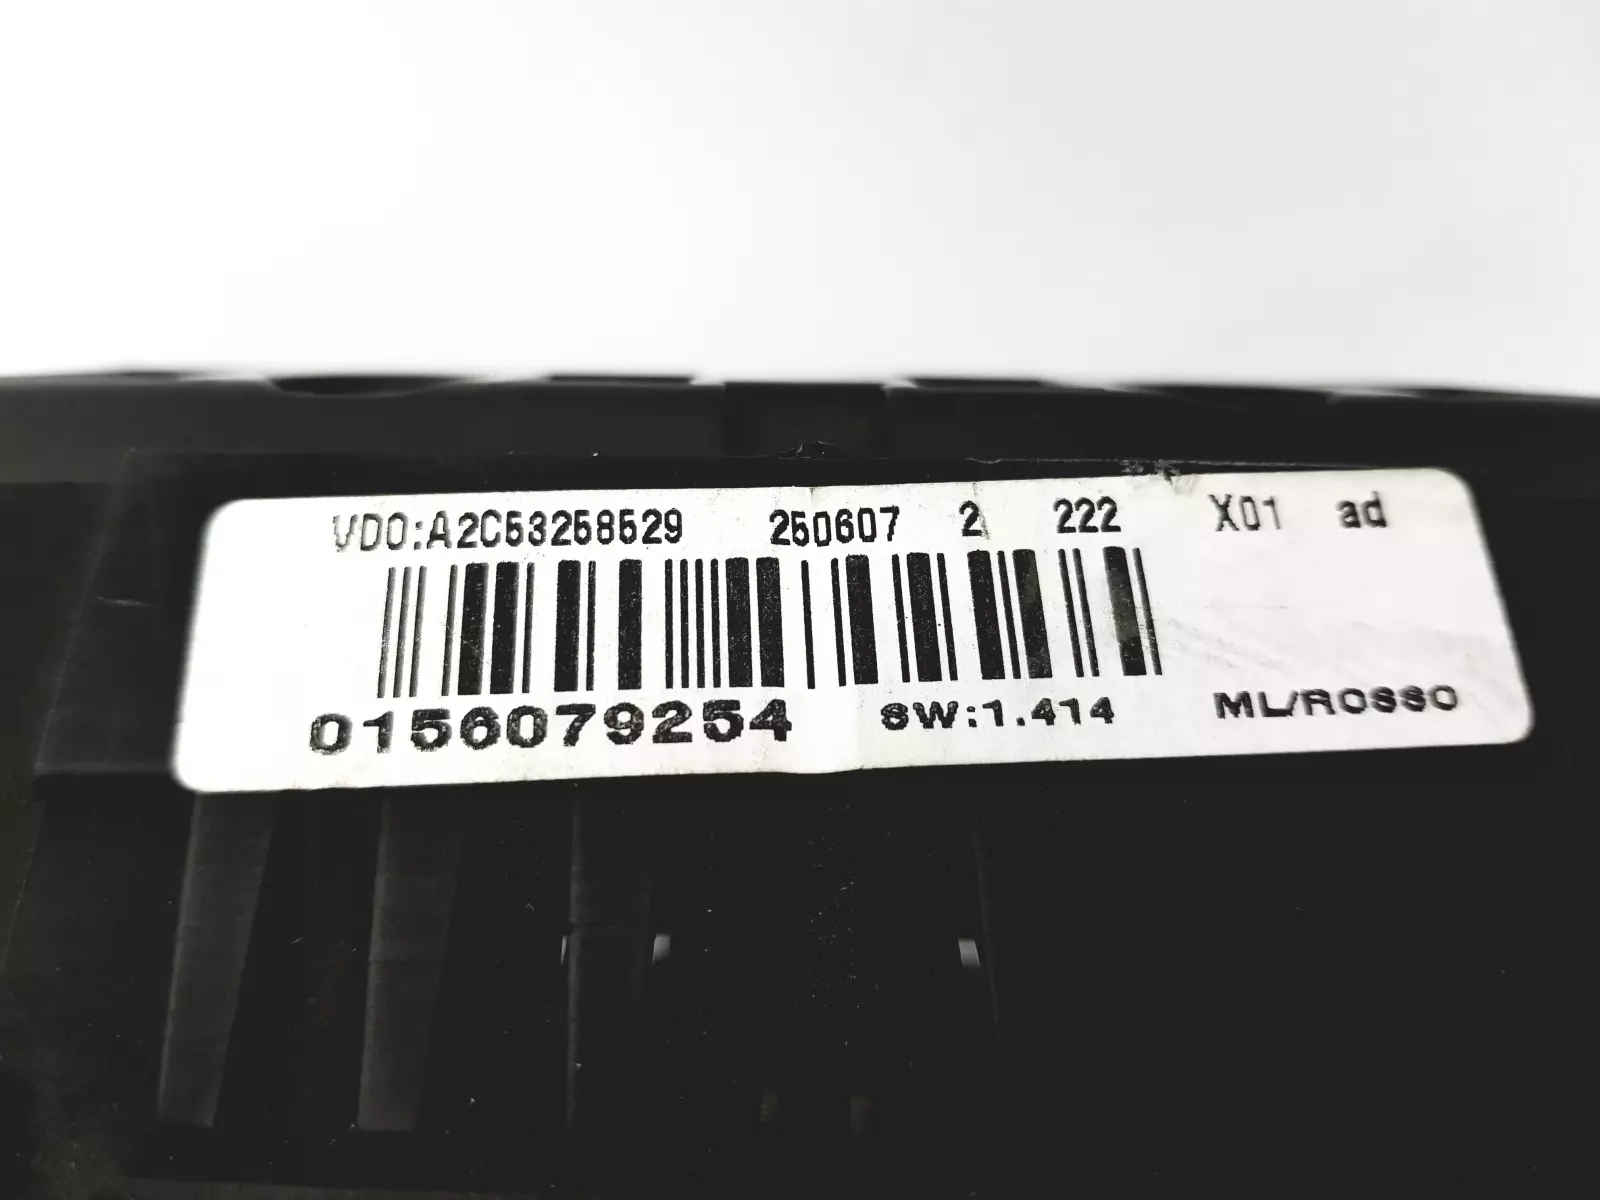 VDO:A2C53258529 250607 2 222 X01 ad
0156079254 SW:1.414 ML/ROSSO